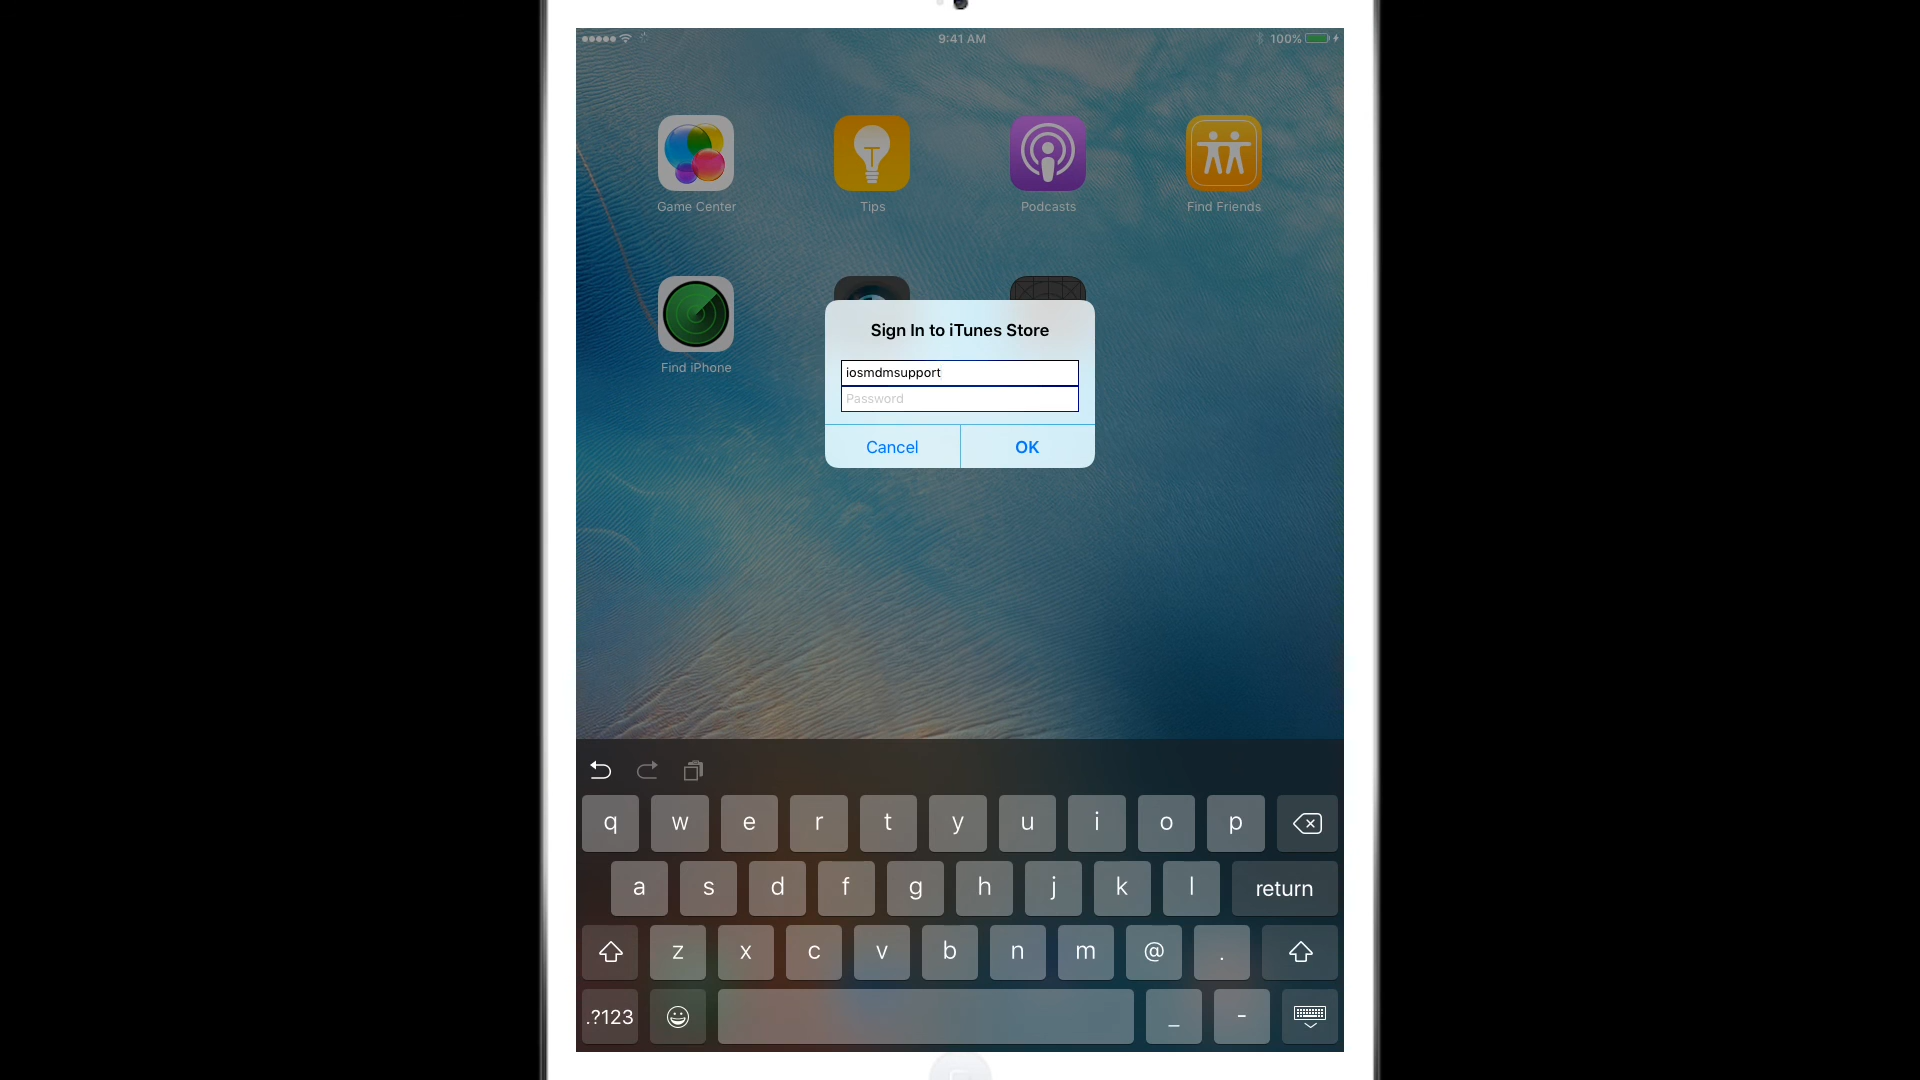 9:41 AM
100%
Game Center
Tips
Podcasts
Find Friends
Find iPhone
Sign In to iTunes Store
iosmdmsupport
Password
Cancel
OK
q w e r t y u i o p
a s d f g h j k l return
z x c v b n m @ .
.?123 _ -